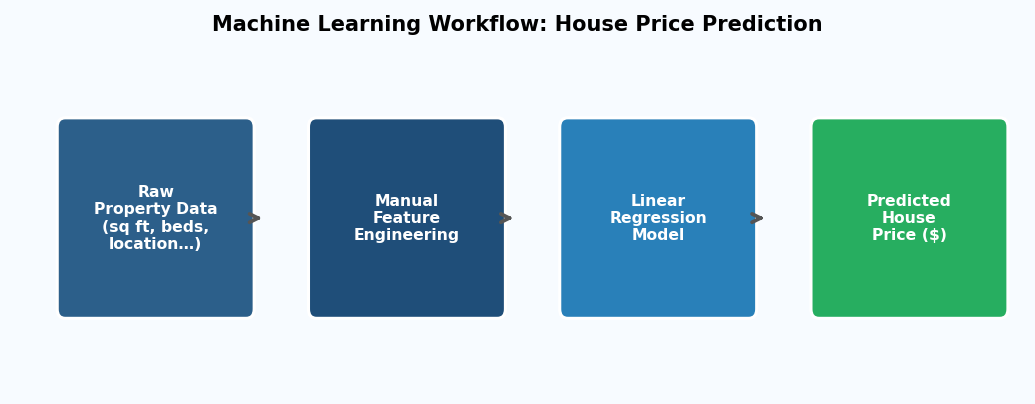 Machine Learning Workflow: House Price Prediction
Raw
Property Data
(sq ft, beds,
location...)
Manual
Feature
Engineering
Linear
Regression
Model
Predicted
House
Price ($)